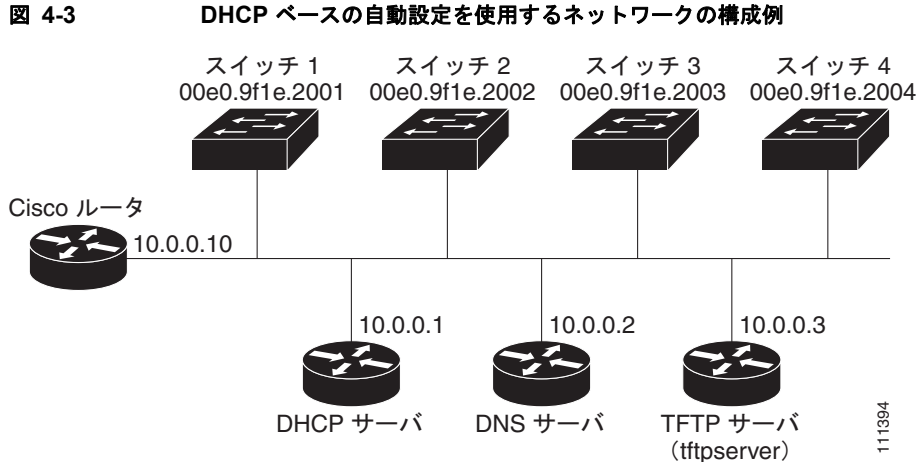 図 4-3 DHCP ベースの自動設定を使用するネットワークの構成例
スイッチ 1 スイッチ 2 スイッチ 3 スイッチ 4
00e0.9f1e.2001 00e0.9f1e.2002 00e0.9f1e.2003 00e0.9f1e.2004
Cisco ルータ
10.0.0.10
10.0.0.1 10.0.0.2 10.0.0.3
DHCP サーバ DNS サーバ TFTP サーバ
（tftpserver）
111394